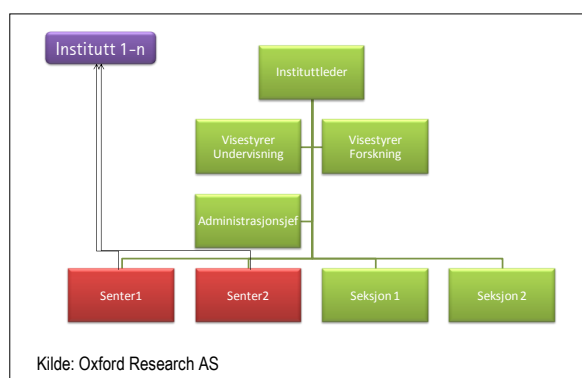 Institutt 1-n
Instituttleder
Visestyrer
Undervisning
Visestyrer
Forskning
Administrasjonsjef
Senter1
Senter2
Seksjon 1
Seksjon 2
Kilde: Oxford Research AS